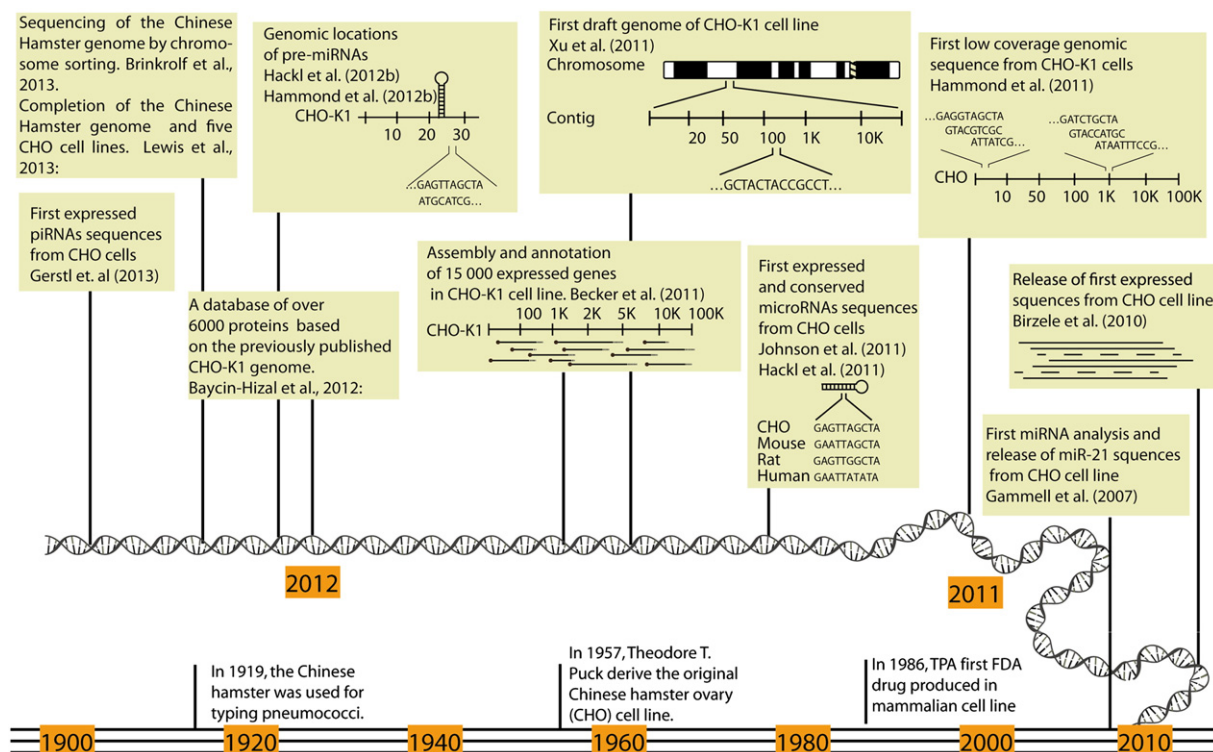 Sequencing of the Chinese
Hamster genome by chromo-
some sorting. Brinkrolf et al.,
2013.
Completion of the Chinese
Hamster genome and five
CHO cell lines. Lewis et al.,
2013:
Genomic locations
of pre-miRNAs
Hackl et al. (2012b)
Hammond et al. (2012b)
CHO-K1
10 20 30
...GAGTTAGCTA
ATGCATCG...
First draft genome of CHO-K1 cell line
Xu et al. (2011)
Chromosome
Contig
20 50 100 1K 10K
...GCTACTACCGCCT...
First low coverage genomic
sequence from CHO-K1 cells
Hammond et al. (2011)
...GAGGTAGCTA
GTACGTCGC
ATTATCG...
...GATCTGCTA
GTACCATGC
ATAATTTCCG...
CHO
10 50 100 1K 10K 100K
First expressed
piRNAs sequences
from CHO cells
Gerstl et. al (2013)
A database of over
6000 proteins based
on the previously published
CHO-K1 genome.
Baycin-Hizal et al., 2012:
Assembly and annotation
of 15 000 expressed genes
in CHO-K1 cell line. Becker et al. (2011)
CHO-K1
100 1K 2K 5K 10K 100K
First expressed
and conserved
microRNAs sequences
from CHO cells
Johnson et al. (2011)
Hackl et al. (2011)
CHO GAGTTAGCTA
Mouse GAATTAGCTA
Rat GAGTTGGCTA
Human GAATTATATA
Release of first expressed
squences from CHO cell line
Birzele et al. (2010)
First miRNA analysis and
release of miR-21 squences
from CHO cell line
Gammell et al. (2007)
2012
2011
In 1919, the Chinese
hamster was used for
typing pneumococci.
In 1957, Theodore T.
Puck derive the original
Chinese hamster ovary
(CHO) cell line.
In 1986, TPA first FDA
drug produced in
mammalian cell line
1900 1920 1940 1960 1980 2000 2010